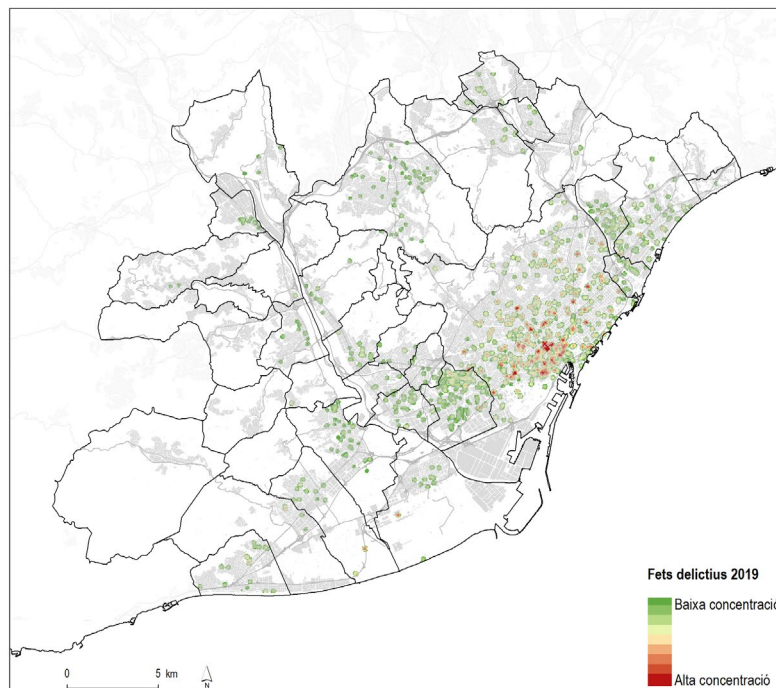 Fets delictius 2019
Baixa concentració
Alta concentració
0 5 km
N